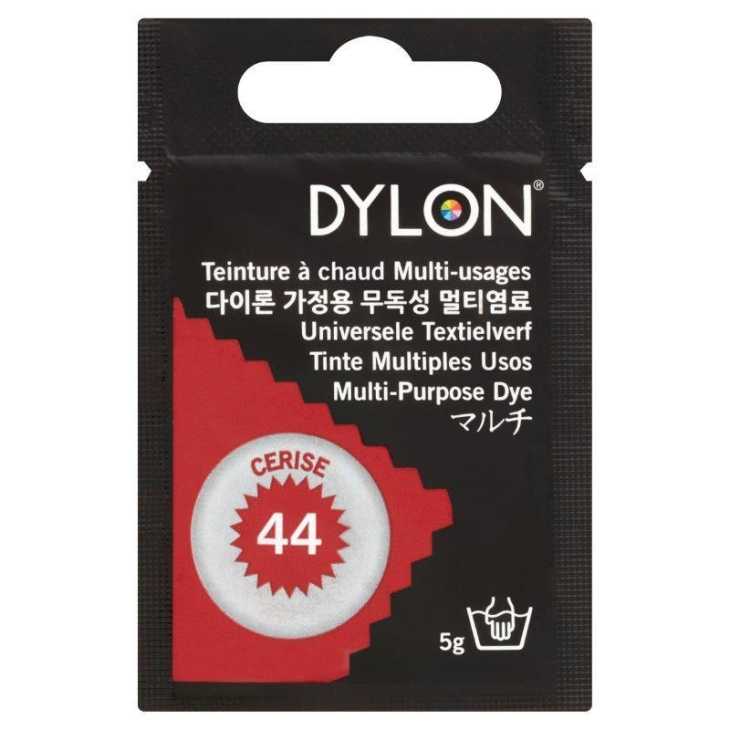 DYLON®
Teinture à chaud Multi-usages
다이론 가정용 무독성 멀티염료
Universele Textielverf
Tinte Multiples Usos
Multi-Purpose Dye
マルチ
CERISE
44
5g